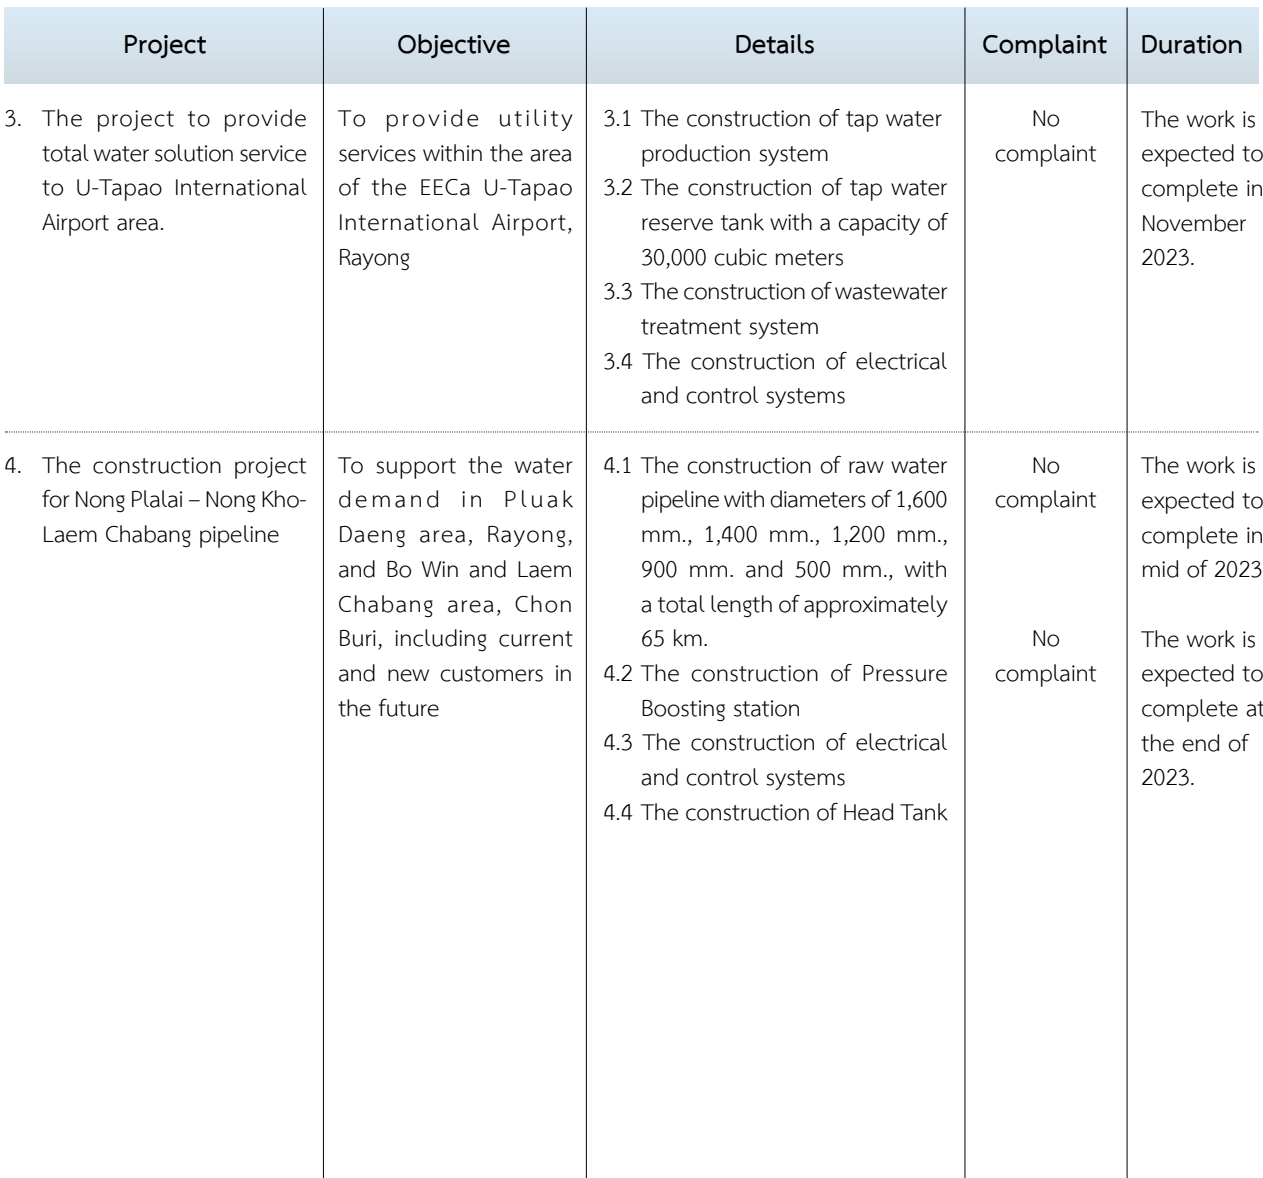 Project
Objective
Details
Complaint
Duration
3. The project to provide
total water solution service
to U-Tapao International
Airport area.
To provide utility
services within the area
of the EECa U-Tapao
International Airport,
Rayong
3.1 The construction of tap water
production system
3.2 The construction of tap water
reserve tank with a capacity of
30,000 cubic meters
3.3 The construction of wastewater
treatment system
3.4 The construction of electrical
and control systems
No
complaint
The work is
expected to
complete in
November
2023.
4. The construction project
for Nong Plalai – Nong Kho-
Laem Chabang pipeline
To support the water
demand in Pluak
Daeng area, Rayong,
and Bo Win and Laem
Chabang area, Chon
Buri, including current
and new customers in
the future
4.1 The construction of raw water
pipeline with diameters of 1,600
mm., 1,400 mm., 1,200 mm.,
900 mm. and 500 mm., with
a total length of approximately
65 km.
4.2 The construction of Pressure
Boosting station
4.3 The construction of electrical
and control systems
4.4 The construction of Head Tank
No
complaint
No
complaint
The work is
expected to
complete in
mid of 2023
The work is
expected to
complete at
the end of
2023.